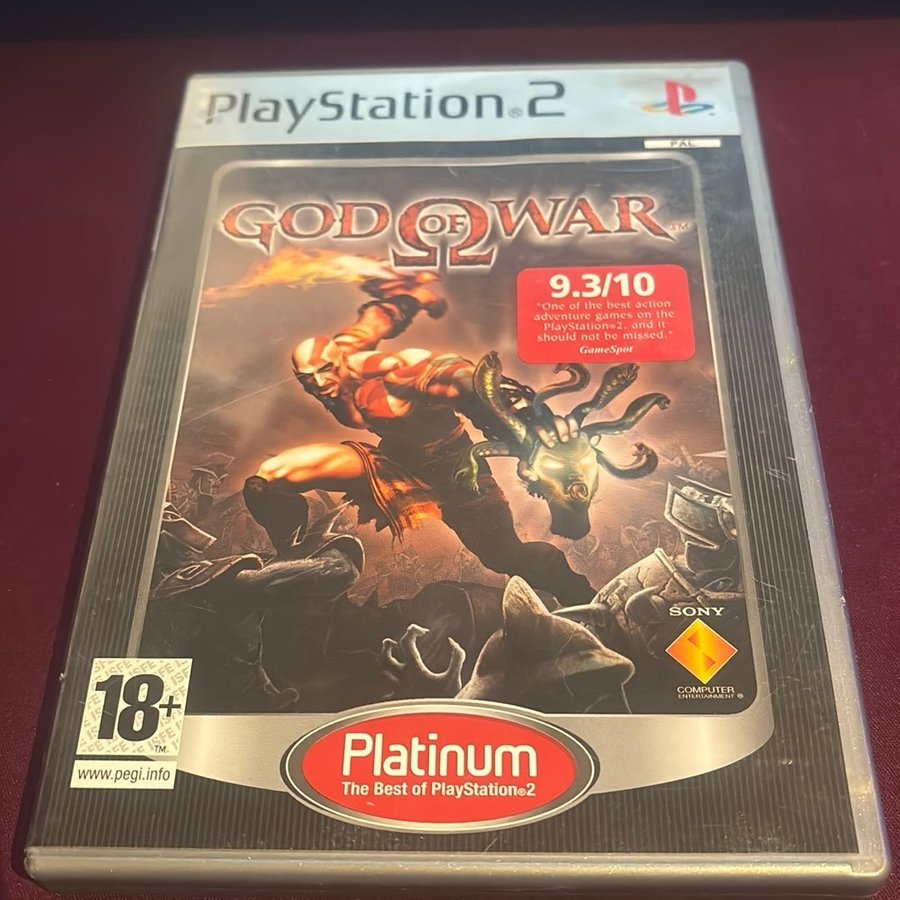 PlayStation®2
PAL
GOD OF WAR™
9.3/10
"One of the best action
adventure games on the
PlayStation®2, and it
should not be missed."
GameSpot
SONY
COMPUTER
ENTERTAINMENT®
18+
TM
ISFE
www.pegi.info
Platinum
The Best of PlayStation®2